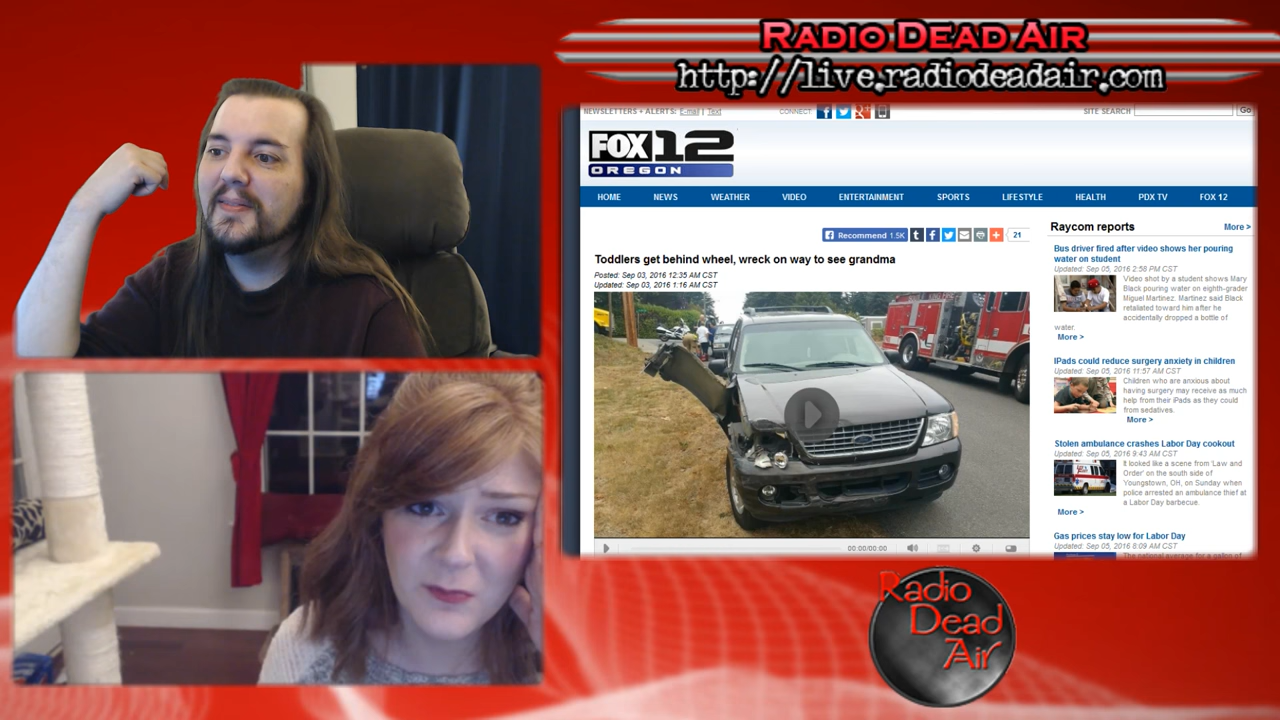 RADIO DEAD AIR
http://live.radiodeadair.com
NEWSLETTERS + ALERTS: E-mail | Text
CONNECT
SITE SEARCH
Go
FOX 12
OREGON
HOME NEWS WEATHER VIDEO ENTERTAINMENT SPORTS LIFESTYLE HEALTH PDX TV FOX 12
Recommend 1.5K
21
Toddlers get behind wheel, wreck on way to see grandma
Posted: Sep 03, 2016 12:35 AM CST
Updated: Sep 03, 2016 1:16 AM CST
00:00/00:00
Raycom reports
More >
Bus driver fired after video shows her pouring
water on student
Updated: Sep 05, 2016 2:58 PM CST
Video shot by a student shows Mary
Black pouring water on eighth-grader
Miguel Martinez. Martinez said Black
retaliated toward him after he
accidentally dropped a bottle of
water.
More >
IPads could reduce surgery anxiety in children
Updated: Sep 05, 2016 11:57 AM CST
Children who are anxious about
having surgery may receive as much
help from their iPads as they could
from sedatives.
More >
Stolen ambulance crashes Labor Day cookout
Updated: Sep 05, 2016 9:43 AM CST
It looked like a scene from 'Law and
Order' on the south side of
Youngstown, OH, on Sunday when
police arrested an ambulance thief at
a Labor Day barbecue.
More >
Gas prices stay low for Labor Day
Updated: Sep 05, 2016 8:09 AM CST
The national average for a gallon of
Radio
Dead
Air